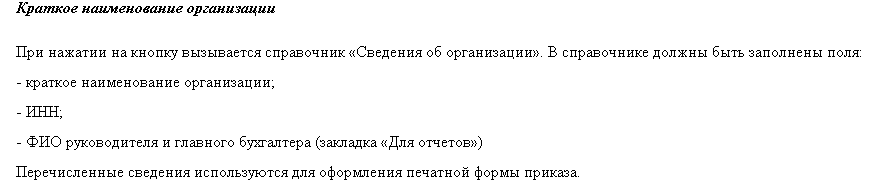 Краткое наименование организации
При нажатии на кнопку вызывается справочник «Сведения об организации». В справочнике должны быть заполнены поля:
- краткое наименование организации;
- ИНН;
- ФИО руководителя и главного бухгалтера (закладка «Для отчетов»)
Перечисленные сведения используются для оформления печатной формы приказа.